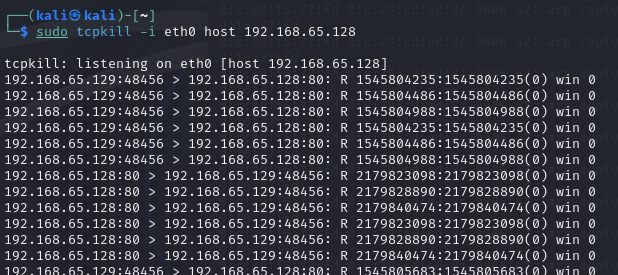 ┌──(kali㉿kali)-[~]
└─$ sudo tcpkill -i eth0 host 192.168.65.128
tcpkill: listening on eth0 [host 192.168.65.128]
192.168.65.129:48456 > 192.168.65.128:80: R 1545804235:1545804235(0) win 0
192.168.65.129:48456 > 192.168.65.128:80: R 1545804486:1545804486(0) win 0
192.168.65.129:48456 > 192.168.65.128:80: R 1545804988:1545804988(0) win 0
192.168.65.129:48456 > 192.168.65.128:80: R 1545804235:1545804235(0) win 0
192.168.65.129:48456 > 192.168.65.128:80: R 1545804486:1545804486(0) win 0
192.168.65.129:48456 > 192.168.65.128:80: R 1545804988:1545804988(0) win 0
192.168.65.128:80 > 192.168.65.129:48456: R 2179823098:2179823098(0) win 0
192.168.65.128:80 > 192.168.65.129:48456: R 2179828890:2179828890(0) win 0
192.168.65.128:80 > 192.168.65.129:48456: R 2179840474:2179840474(0) win 0
192.168.65.128:80 > 192.168.65.129:48456: R 2179823098:2179823098(0) win 0
192.168.65.128:80 > 192.168.65.129:48456: R 2179828890:2179828890(0) win 0
192.168.65.128:80 > 192.168.65.129:48456: R 2179840474:2179840474(0) win 0
192.168.65.129:48456 > 192.168.65.128:80: R 1545805683:1545805683(0) win 0